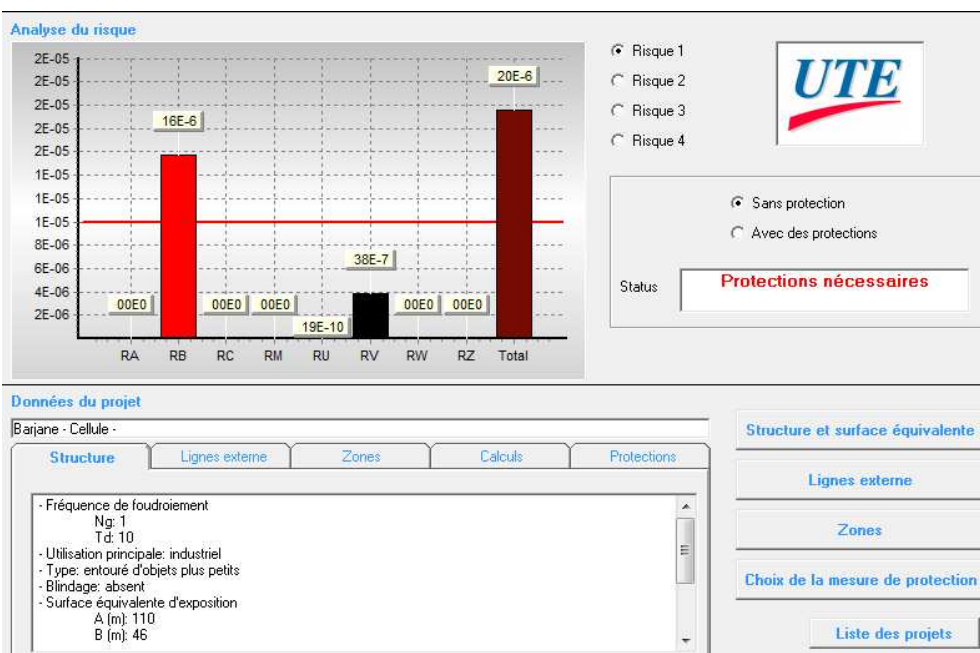 Analyse du risque
2E-05
2E-05
2E-05
2E-05
2E-05
1E-05
1E-05
1E-05
8E-06
6E-06
4E-06
2E-06
00E0
16E-6
00E0
00E0
19E-10
38E-7
00E0
00E0
20E-6
RA RB RC RM RU RV RW RZ Total
Risque 1
Risque 2
Risque 3
Risque 4
UTE
Sans protection
Avec des protections
Status Protections nécessaires
Données du projet
Barjane - Cellule -
Structure Lignes externe Zones Calculs Protections
- Fréquence de foudroiement
Ng: 1
Td: 10
- Utilisation principale: industriel
- Type: entouré d'objets plus petits
- Blindage: absent
- Surface équivalente d'exposition
A (m): 110
B (m): 46
Structure et surface équivalente
Lignes externe
Zones
Choix de la mesure de protection
Liste des projets